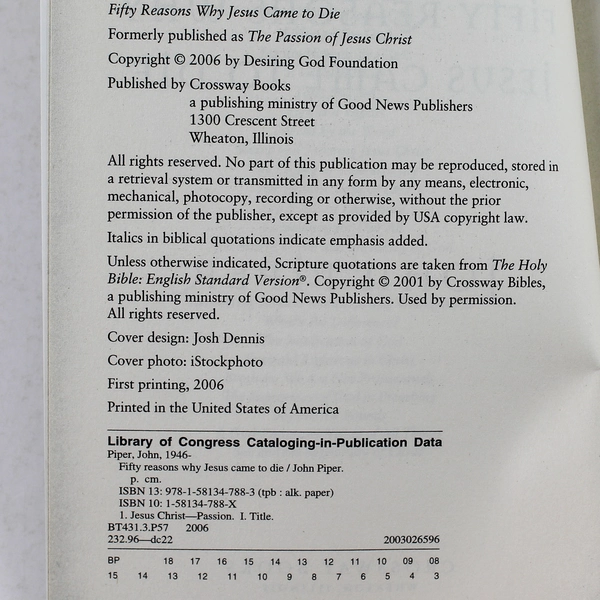 Fifty Reasons Why Jesus Came to Die
Formerly published as The Passion of Jesus Christ
Copyright © 2006 by Desiring God Foundation
Published by Crossway Books
a publishing ministry of Good News Publishers
1300 Crescent Street
Wheaton, Illinois
All rights reserved. No part of this publication may be reproduced, stored in
a retrieval system or transmitted in any form by any means, electronic,
mechanical, photocopy, recording or otherwise, without the prior
permission of the publisher, except as provided by USA copyright law.
Italics in biblical quotations indicate emphasis added.
Unless otherwise indicated, Scripture quotations are taken from The Holy
Bible: English Standard Version®. Copyright © 2001 by Crossway Bibles,
a publishing ministry of Good News Publishers. Used by permission.
All rights reserved.
Cover design: Josh Dennis
Cover photo: iStockphoto
First printing, 2006
Printed in the United States of America
Library of Congress Cataloging-in-Publication Data
Piper, John, 1946-
Fifty reasons why Jesus came to die / John Piper.
p. cm.
ISBN 13: 978-1-58134-788-3 (tpb : alk. paper)
ISBN 10: 1-58134-788-X
1. Jesus Christ—Passion. I. Title.
BT431.3.P57 2006
232.96—dc22 2003026596
BP 18 17 16 15 14 13 12 11 10 09 08
15 14 13 12 11 10 9 8 7 6 5 4 3